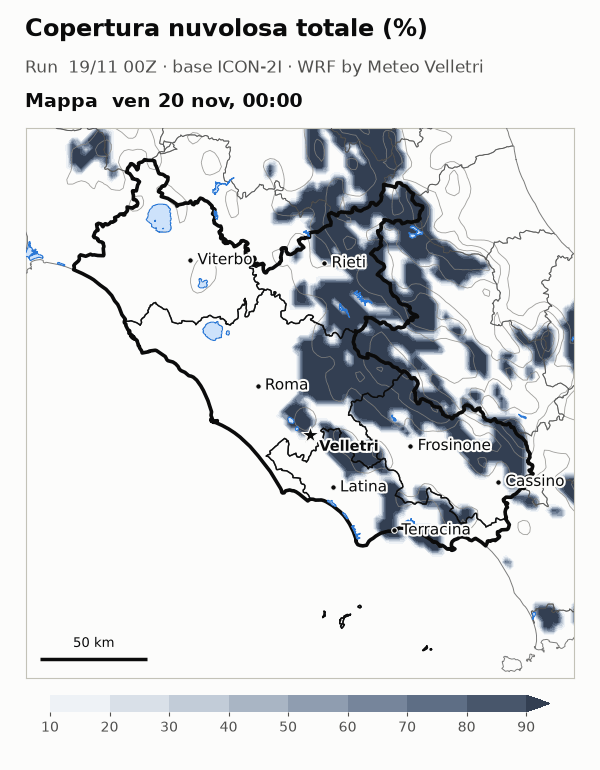 Copertura nuvolosa totale (%)
Run  19/11 00Z · base ICON-2I · WRF by Meteo Velletri
Mappa  ven 20 nov, 00:00
Viterbo
Rieti
Roma
Velletri
Frosinone
Cassino
Latina
Terracina
50 km
10 20 30 40 50 60 70 80 90